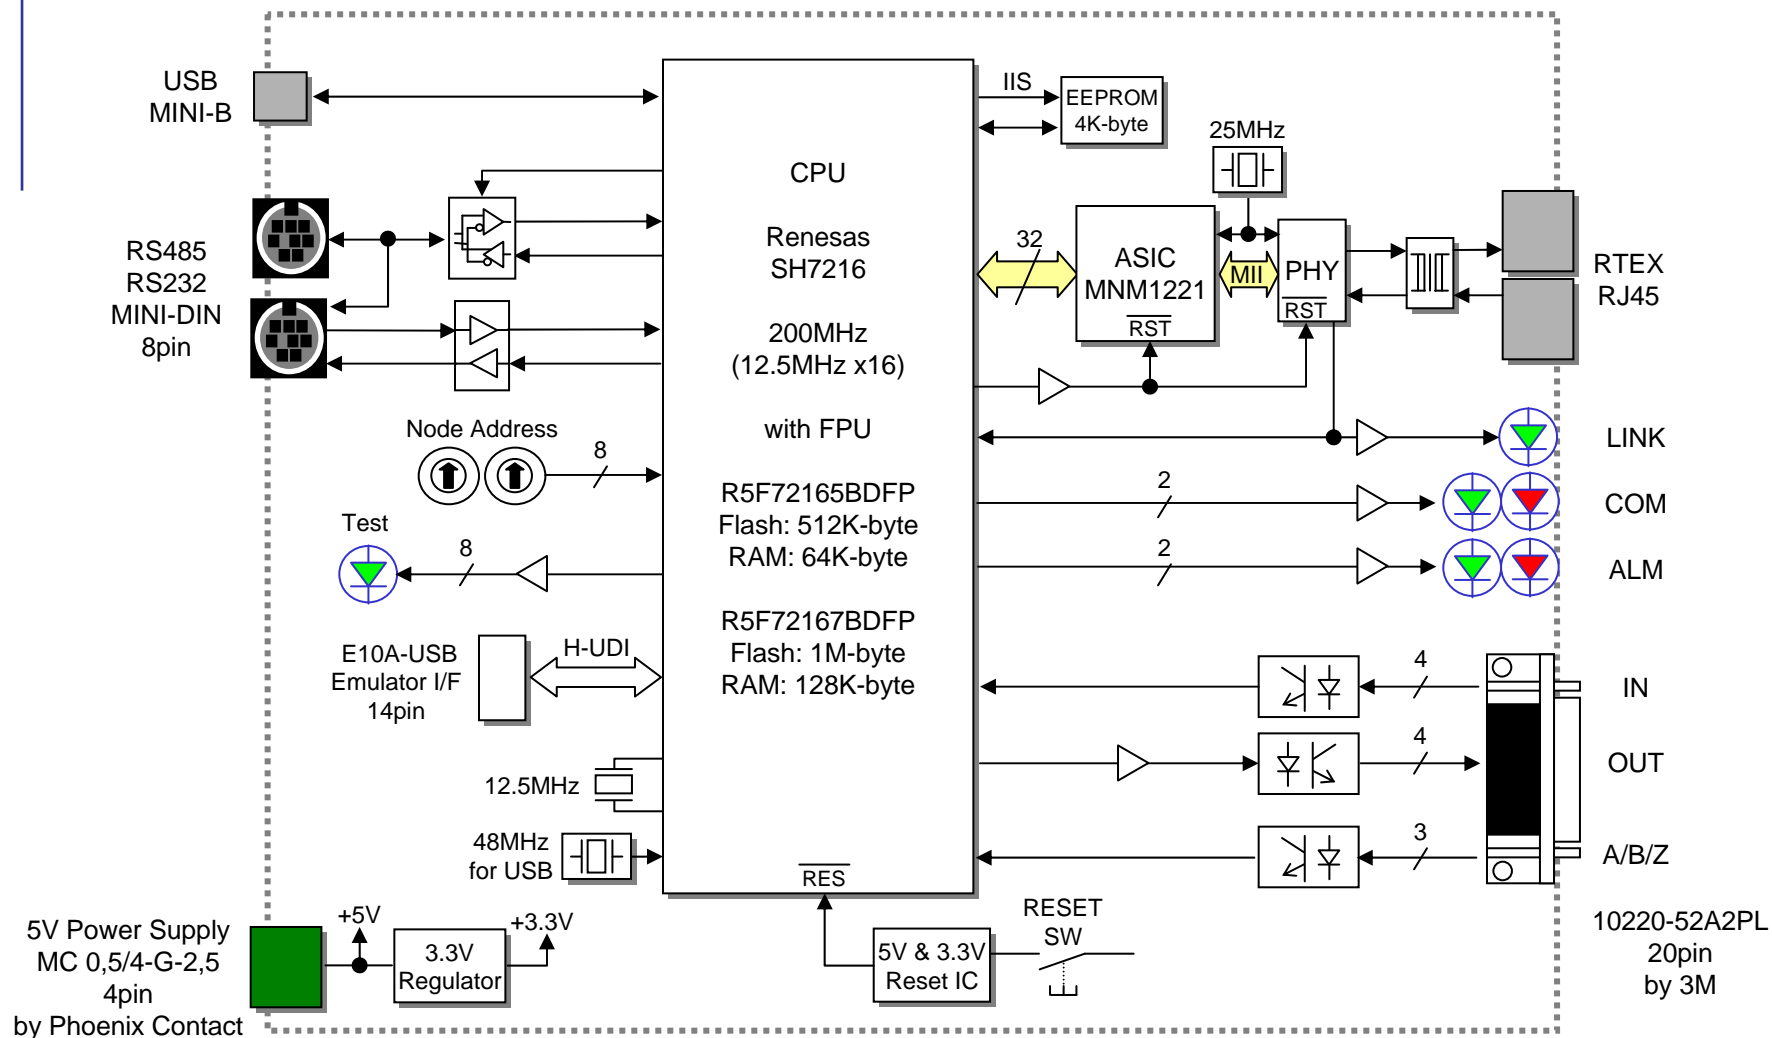 USB
MINI-B
RS485
RS232
MINI-DIN
8pin
Node Address
8
Test
8
E10A-USB
Emulator I/F
14pin
H-UDI
12.5MHz
48MHz
for USB
5V Power Supply
MC 0,5/4-G-2,5
4pin
by Phoenix Contact
+5V
3.3V
Regulator
+3.3V
CPU
Renesas
SH7216
200MHz
(12.5MHz x16)
with FPU
R5F72165BDFP
Flash: 512K-byte
RAM: 64K-byte
R5F72167BDFP
Flash: 1M-byte
RAM: 128K-byte
RES
5V & 3.3V
Reset IC
RESET
SW
IIS
EEPROM
4K-byte
25MHz
32
ASIC
MNM1221
RST
MII
PHY
RST
RTEX
RJ45
LINK
2
COM
2
ALM
4
IN
4
OUT
3
A/B/Z
10220-52A2PL
20pin
by 3M